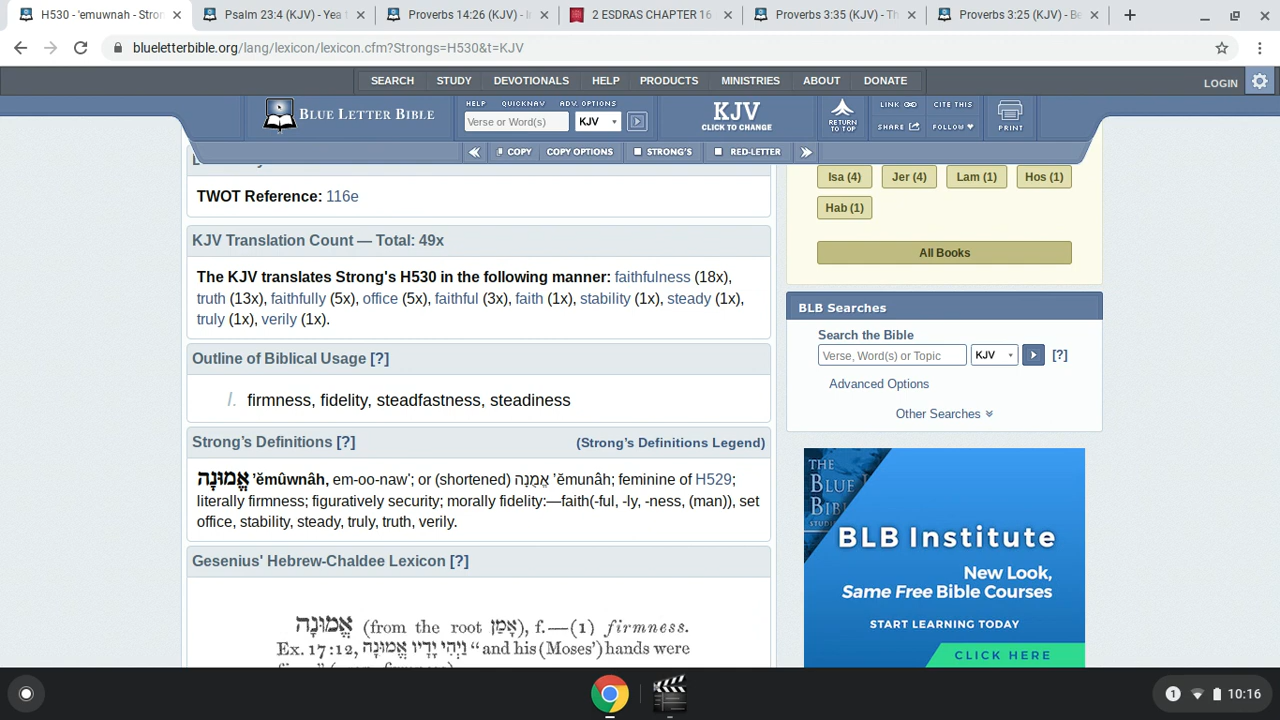 H530 - 'emuwnah - Stron
Psalm 23:4 (KJV) - Yea t
Proverbs 14:26 (KJV) - I
2 ESDRAS CHAPTER 16
Proverbs 3:35 (KJV) - Th
Proverbs 3:25 (KJV) - Be
blueletterbible.org/lang/lexicon/lexicon.cfm?Strongs=H530&t=KJV
SEARCH STUDY DEVOTIONALS HELP PRODUCTS MINISTRIES ABOUT DONATE
LOGIN
BLUE LETTER BIBLE
HELP QUICKNAV ADV. OPTIONS
Verse or Word(s) KJV
KJV
CLICK TO CHANGE
RETURN
TO TOP
LINK CITE THIS
SHARE FOLLOW
PRINT
COPY COPY OPTIONS STRONG'S RED-LETTER
TWOT Reference: 116e
KJV Translation Count — Total: 49x
The KJV translates Strong's H530 in the following manner: faithfulness (18x),
truth (13x), faithfully (5x), office (5x), faithful (3x), faith (1x), stability (1x), steady (1x),
truly (1x), verily (1x).
Outline of Biblical Usage [?]
I. firmness, fidelity, steadfastness, steadiness
Strong's Definitions [?] (Strong's Definitions Legend)
אֱמוּנָה ʼĕmûwnâh, em-oo-naw'; or (shortened) אֱמֻנָה ʼĕmunâh; feminine of H529;
literally firmness; figuratively security; morally fidelity:—faith(-ful, -ly, -ness, (man)), set
office, stability, steady, truly, truth, verily.
Gesenius' Hebrew-Chaldee Lexicon [?]
אֱמוּנָה (from the root אָמַן), f.—(1) firmness.
Ex. 17:12, וַיְהִי יָדָיו אֱמוּנָה "and his (Moses') hands were
Isa (4) Jer (4) Lam (1) Hos (1)
Hab (1)
All Books
BLB Searches
Search the Bible
Verse, Word(s) or Topic KJV [?]
Advanced Options
Other Searches
THE
BLUE
BIB
BLB Institute
New Look,
Same Free Bible Courses
START LEARNING TODAY
CLICK HERE
1 10:16